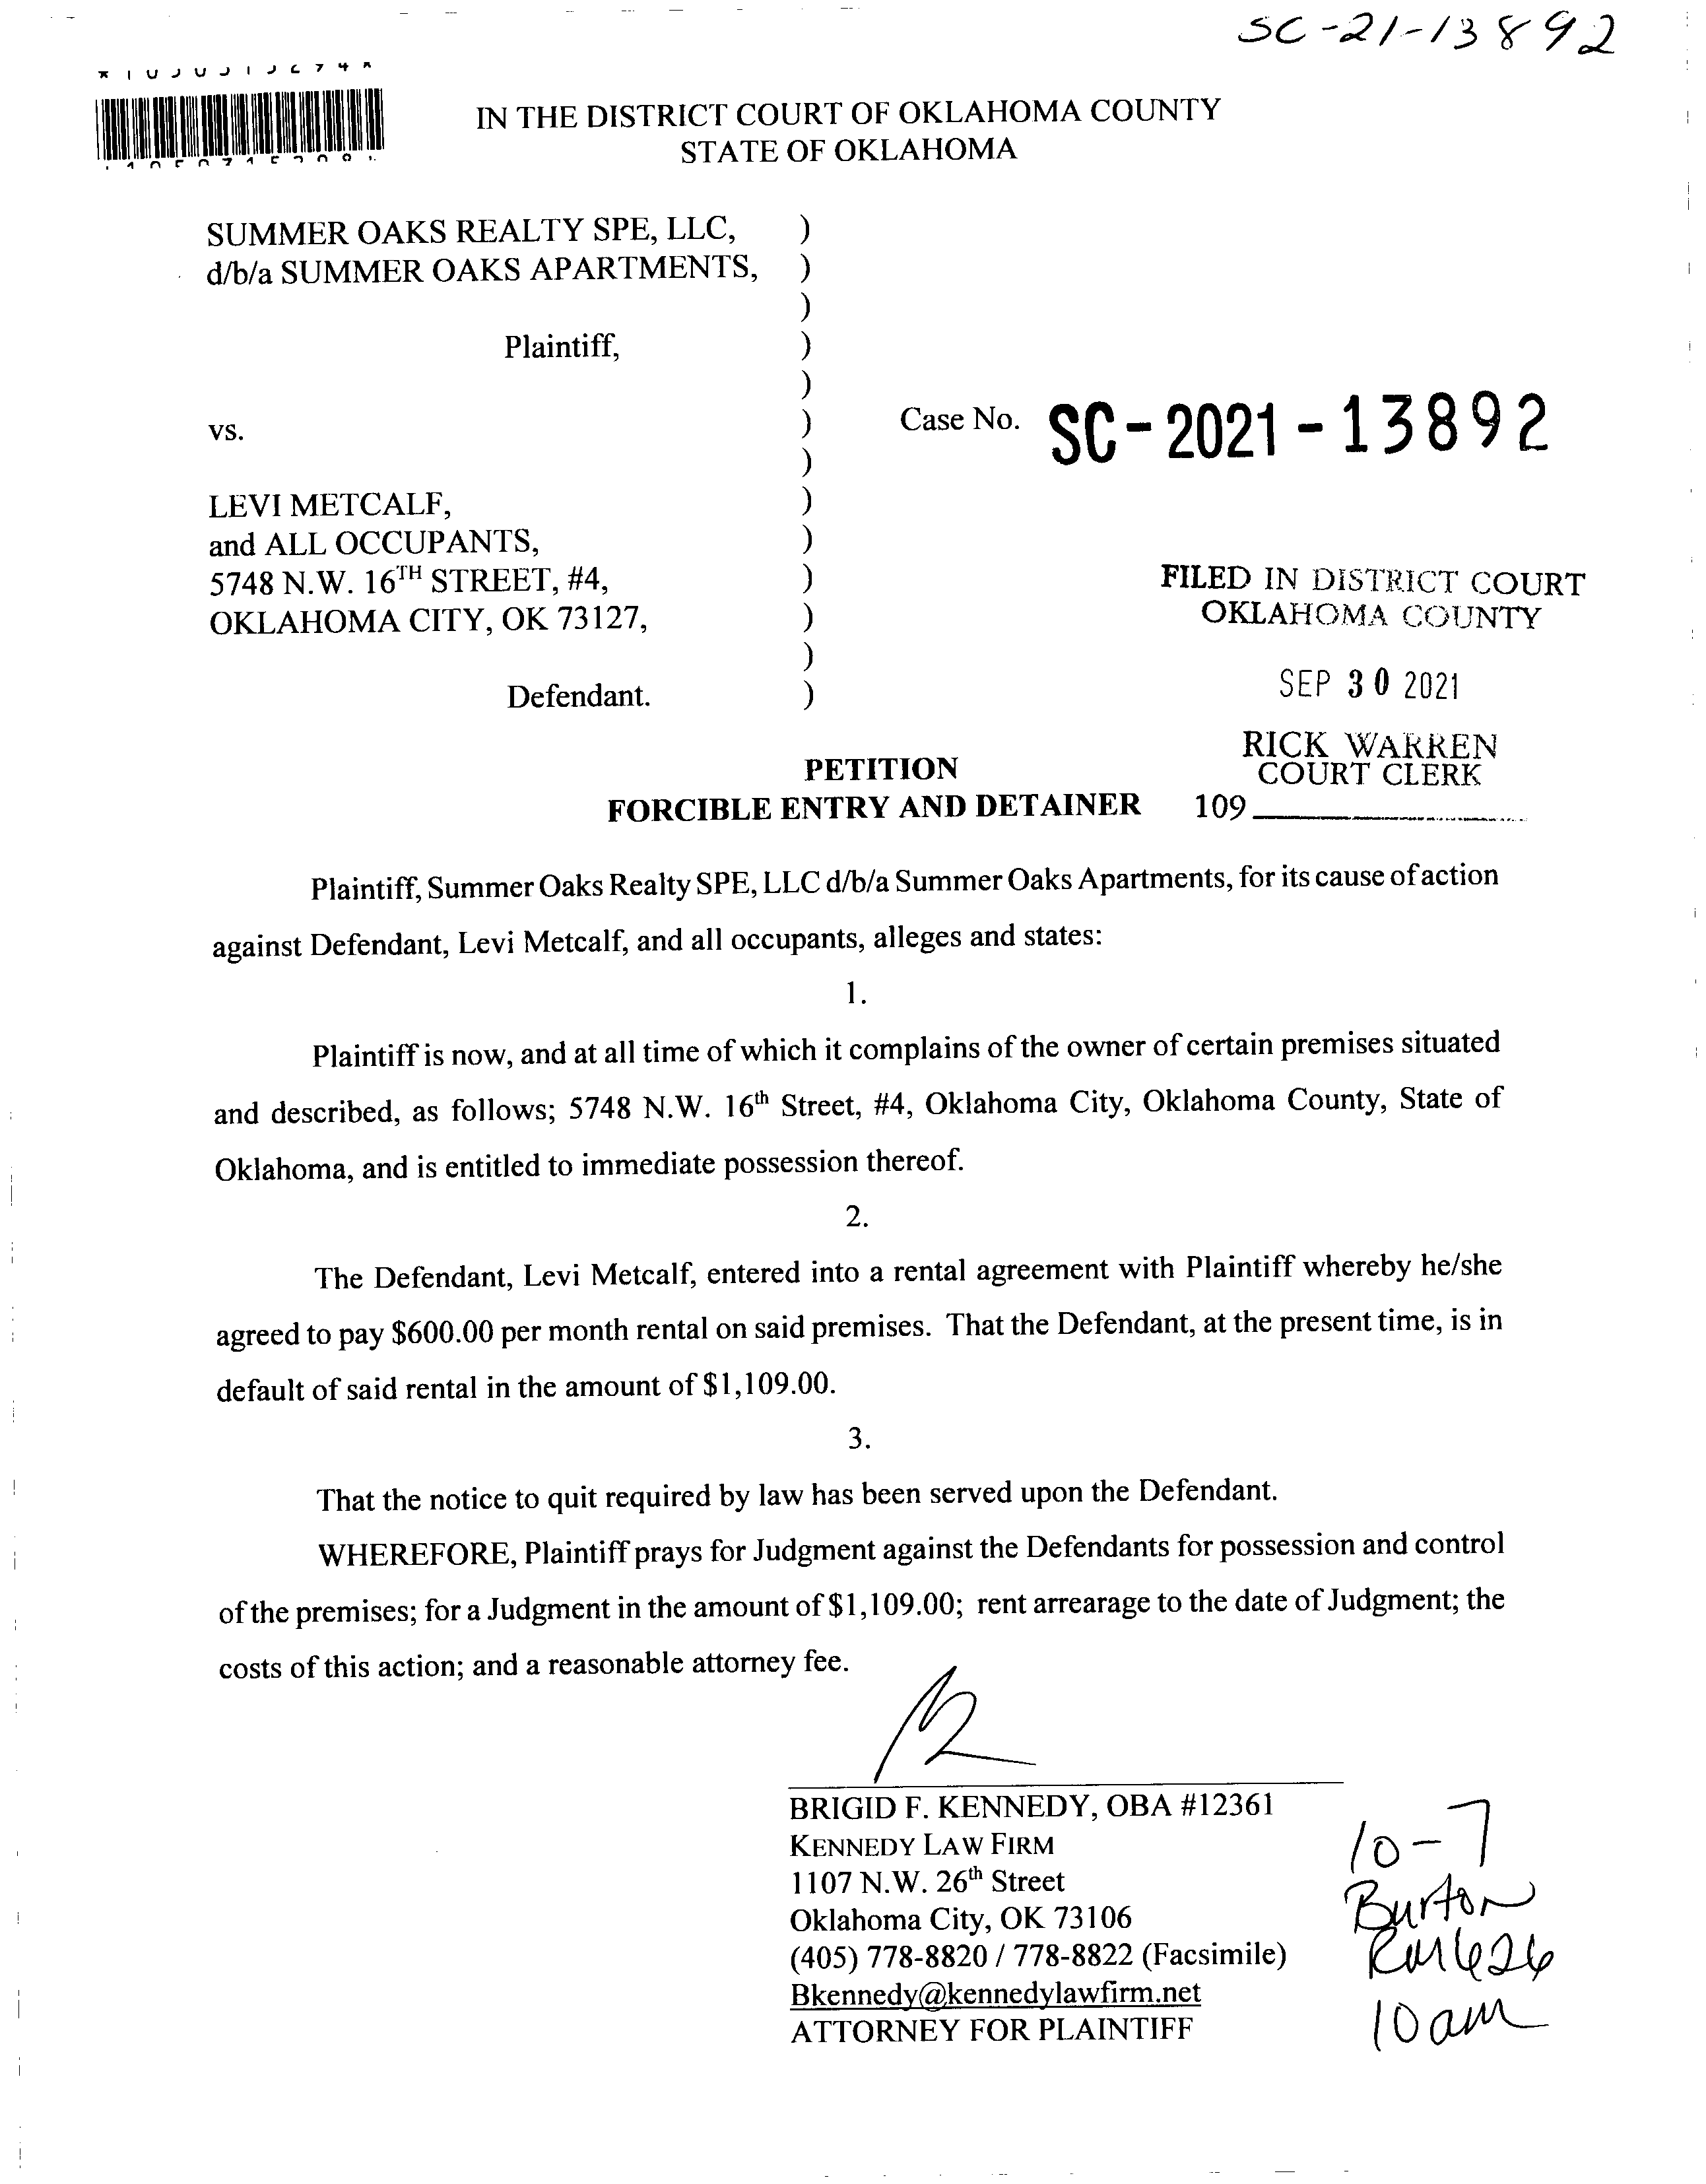 SC-21-13892
IN THE DISTRICT COURT OF OKLAHOMA COUNTY
STATE OF OKLAHOMA
SUMMER OAKS REALTY SPE, LLC, )
d/b/a SUMMER OAKS APARTMENTS, )
)
Plaintiff, )
)
vs. ) Case No. SC-2021-13892
)
LEVI METCALF, )
and ALL OCCUPANTS, )
5748 N.W. 16TH STREET, #4, )
OKLAHOMA CITY, OK 73127, )
)
Defendant. )
FILED IN DISTRICT COURT
OKLAHOMA COUNTY
SEP 30 2021
RICK WARREN
COURT CLERK
109
PETITION
FORCIBLE ENTRY AND DETAINER
Plaintiff, Summer Oaks Realty SPE, LLC d/b/a Summer Oaks Apartments, for its cause of action
against Defendant, Levi Metcalf, and all occupants, alleges and states:
1.
Plaintiff is now, and at all time of which it complains of the owner of certain premises situated
and described, as follows; 5748 N.W. 16th Street, #4, Oklahoma City, Oklahoma County, State of
Oklahoma, and is entitled to immediate possession thereof.
2.
The Defendant, Levi Metcalf, entered into a rental agreement with Plaintiff whereby he/she
agreed to pay $600.00 per month rental on said premises. That the Defendant, at the present time, is in
default of said rental in the amount of $1,109.00.
3.
That the notice to quit required by law has been served upon the Defendant.
WHEREFORE, Plaintiff prays for Judgment against the Defendants for possession and control
of the premises; for a Judgment in the amount of $1,109.00; rent arrearage to the date of Judgment; the
costs of this action; and a reasonable attorney fee.
BRIGID F. KENNEDY, OBA #12361
KENNEDY LAW FIRM
1107 N.W. 26th Street
Oklahoma City, OK 73106
(405) 778-8820 / 778-8822 (Facsimile)
Bkennedy@kennedylawfirm.net
ATTORNEY FOR PLAINTIFF
10-7
Burton
Rm 626
10am